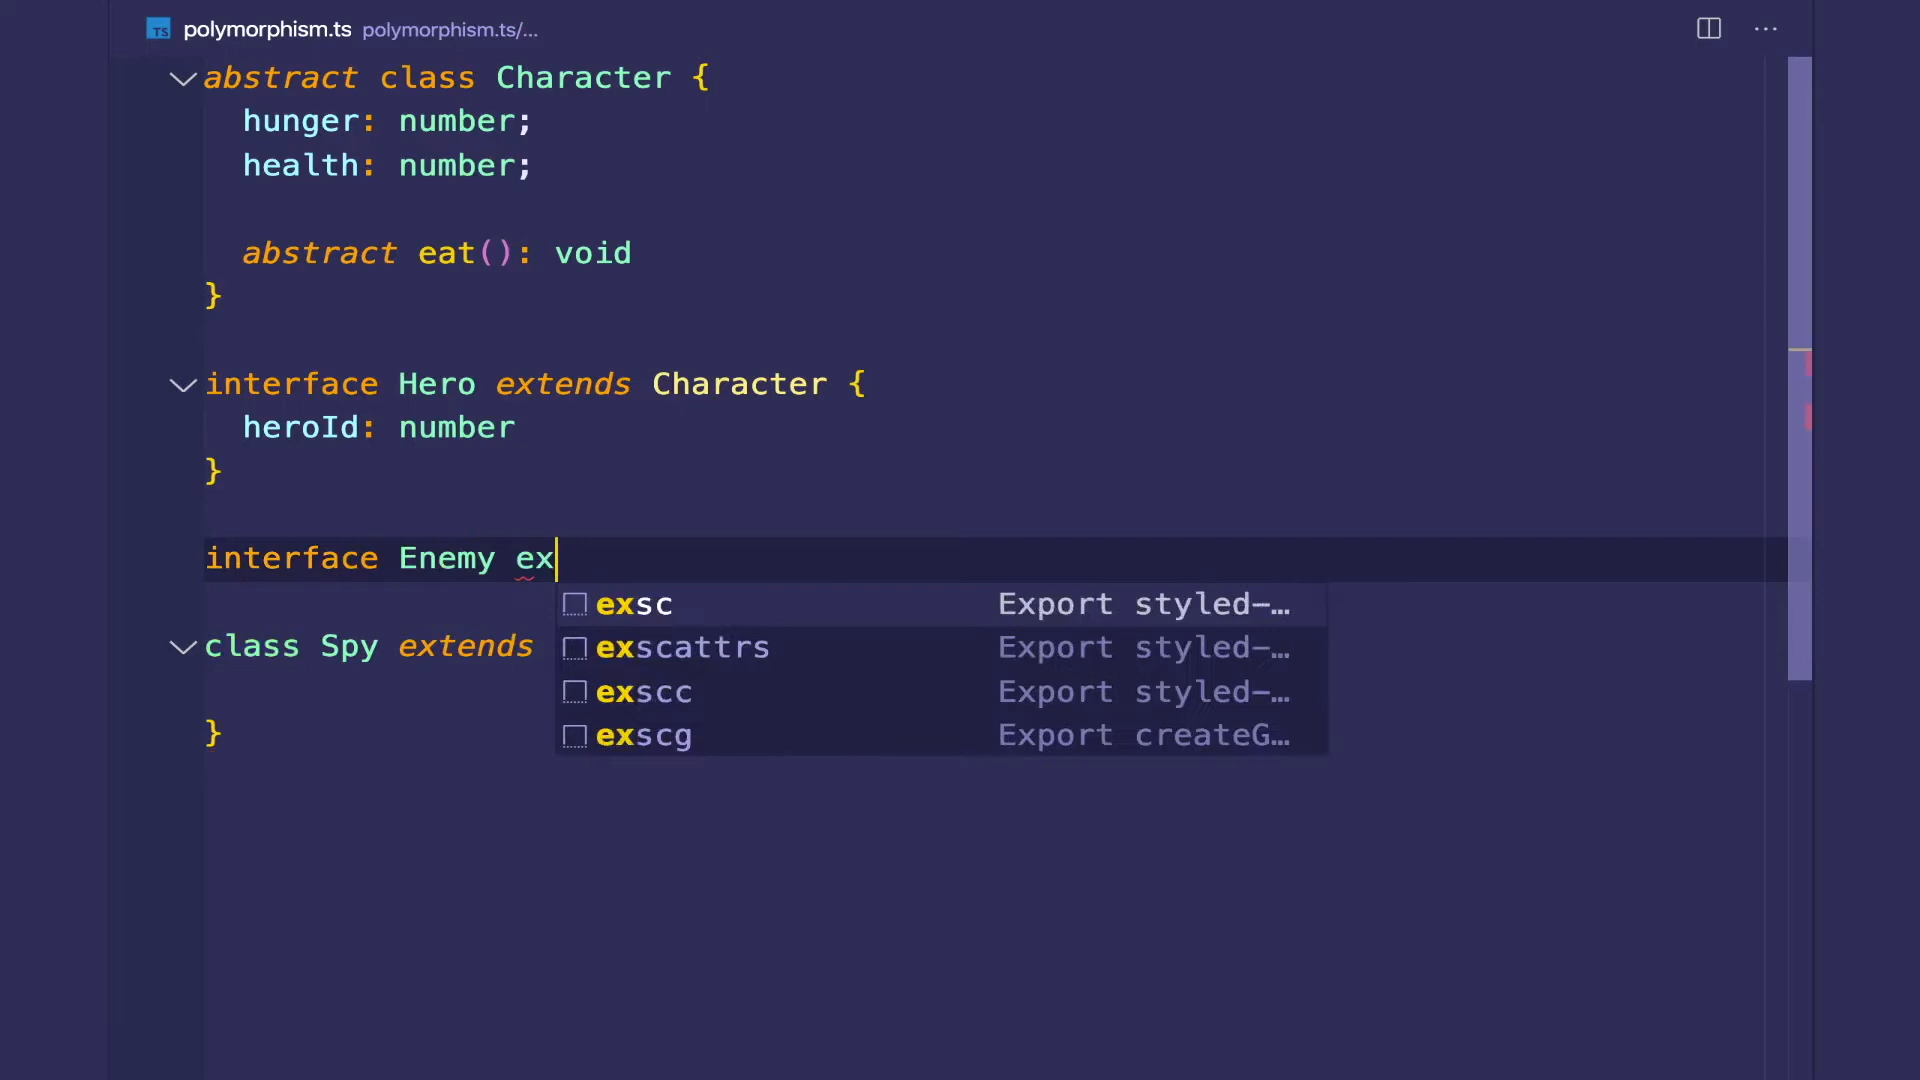 TS polymorphism.ts polymorphism.ts/...
abstract class Character {
hunger: number;
health: number;
abstract eat(): void
}
interface Hero extends Character {
heroId: number
}
interface Enemy ex
exsc Export styled-…
class Spy extends
exscattrs Export styled-…
exscc Export styled-…
}
exscg Export createG…